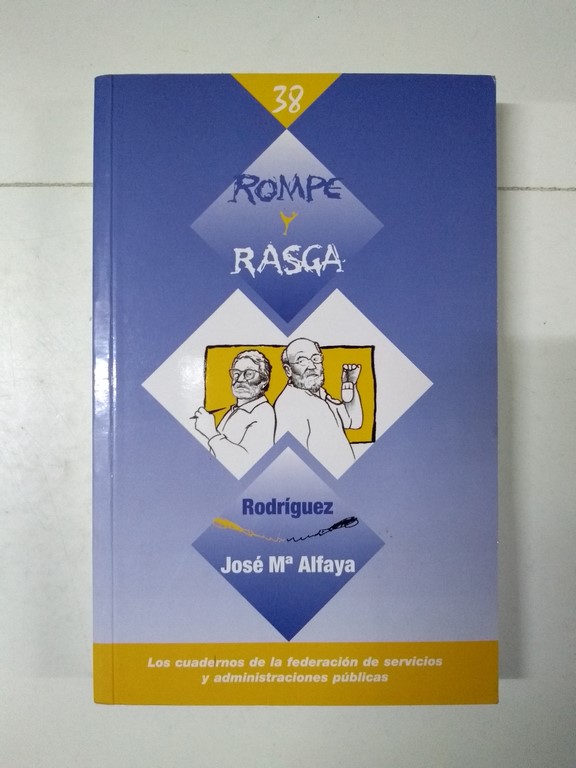 38
ROMPE
Y
RASGA
Rodríguez
José Mª Alfaya
Los cuadernos de la federación de servicios
y administraciones públicas